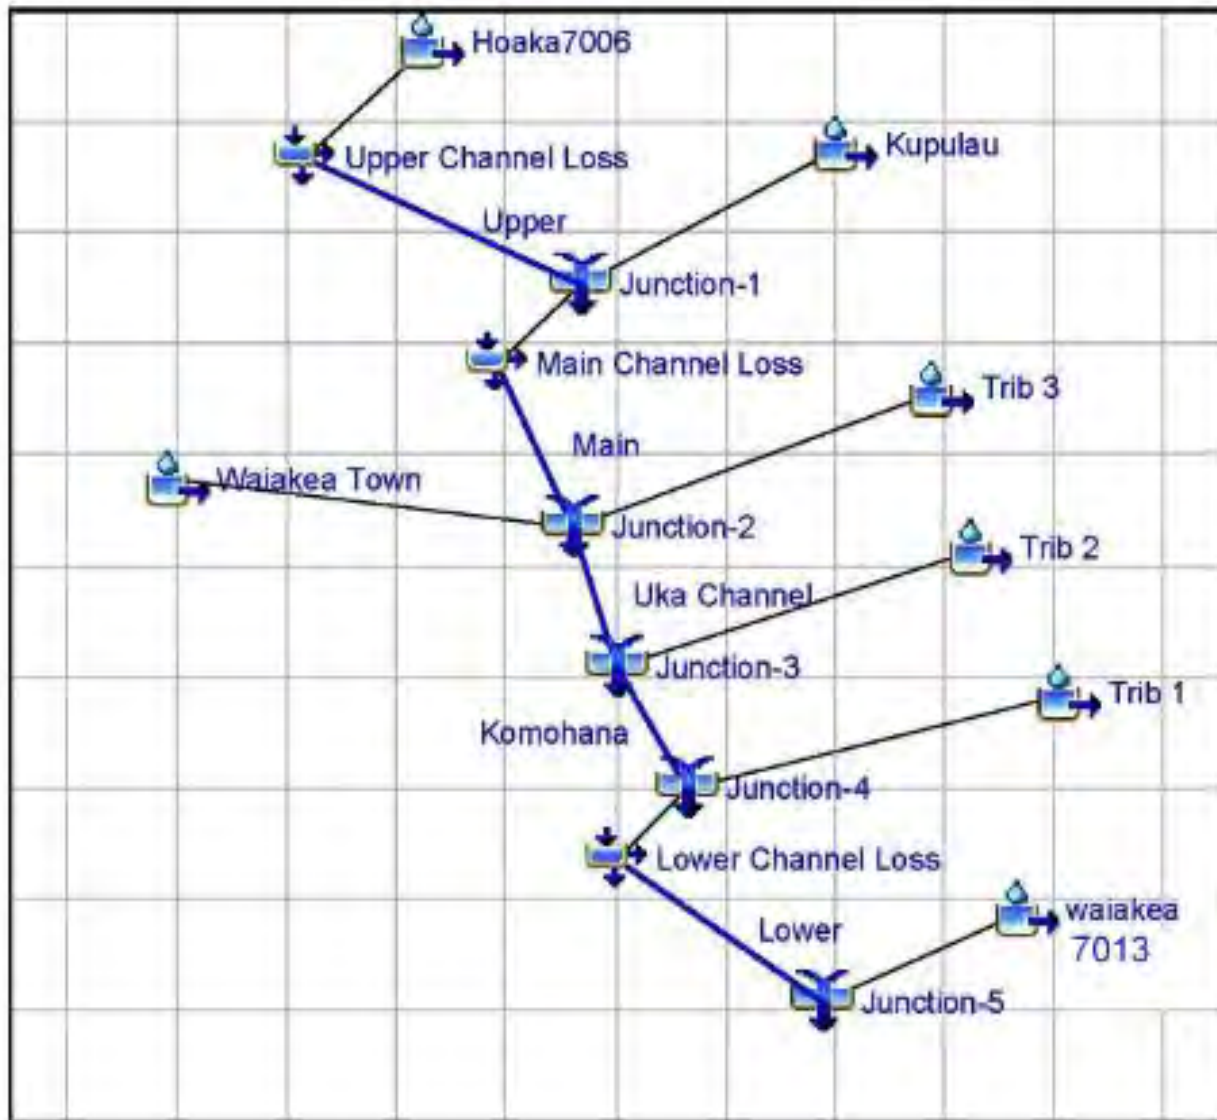 Hoaka7006
Kupulau
Upper Channel Loss
Upper
Junction-1
Main Channel Loss
Trib 3
Main
Waiakea Town
Junction-2
Trib 2
Uka Channel
Junction-3
Trib 1
Komohana
Junction-4
Lower Channel Loss
waiakea
7013
Lower
Junction-5